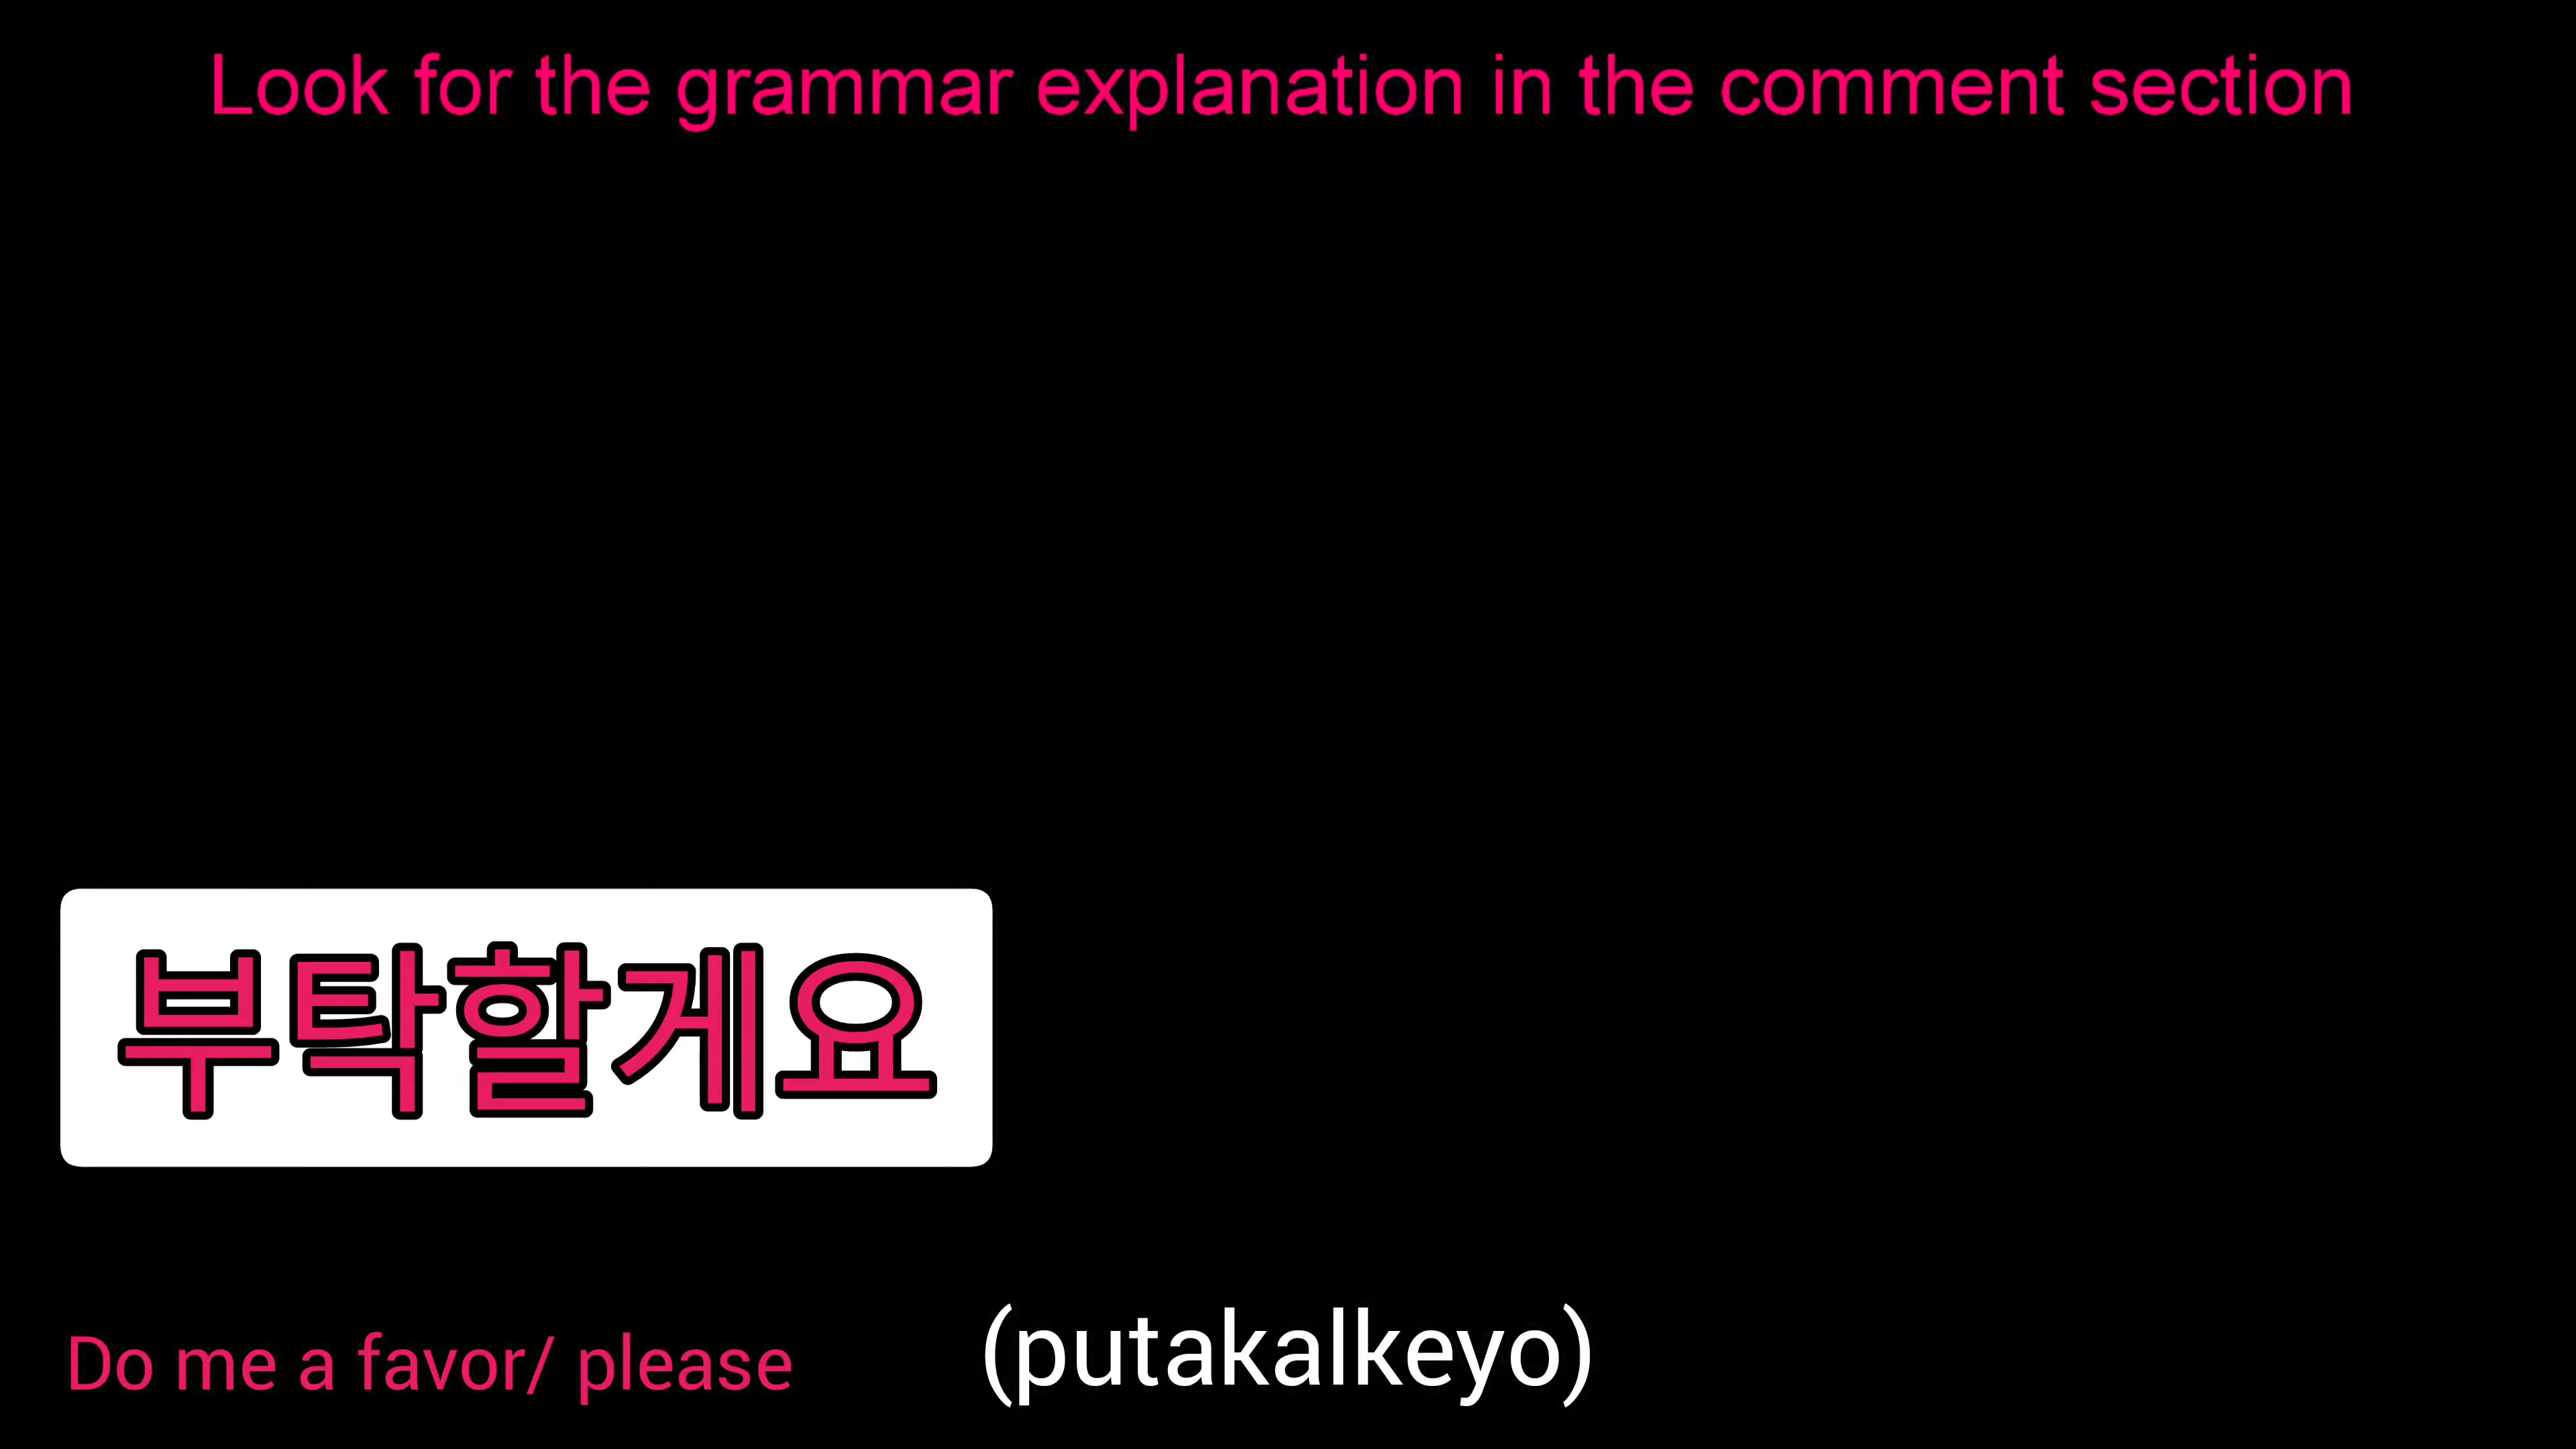 Look for the grammar explanation in the comment section
부탁할게요
Do me a favor/ please
(putakalkeyo)